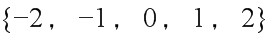 {−2, −1, 0, 1, 2}